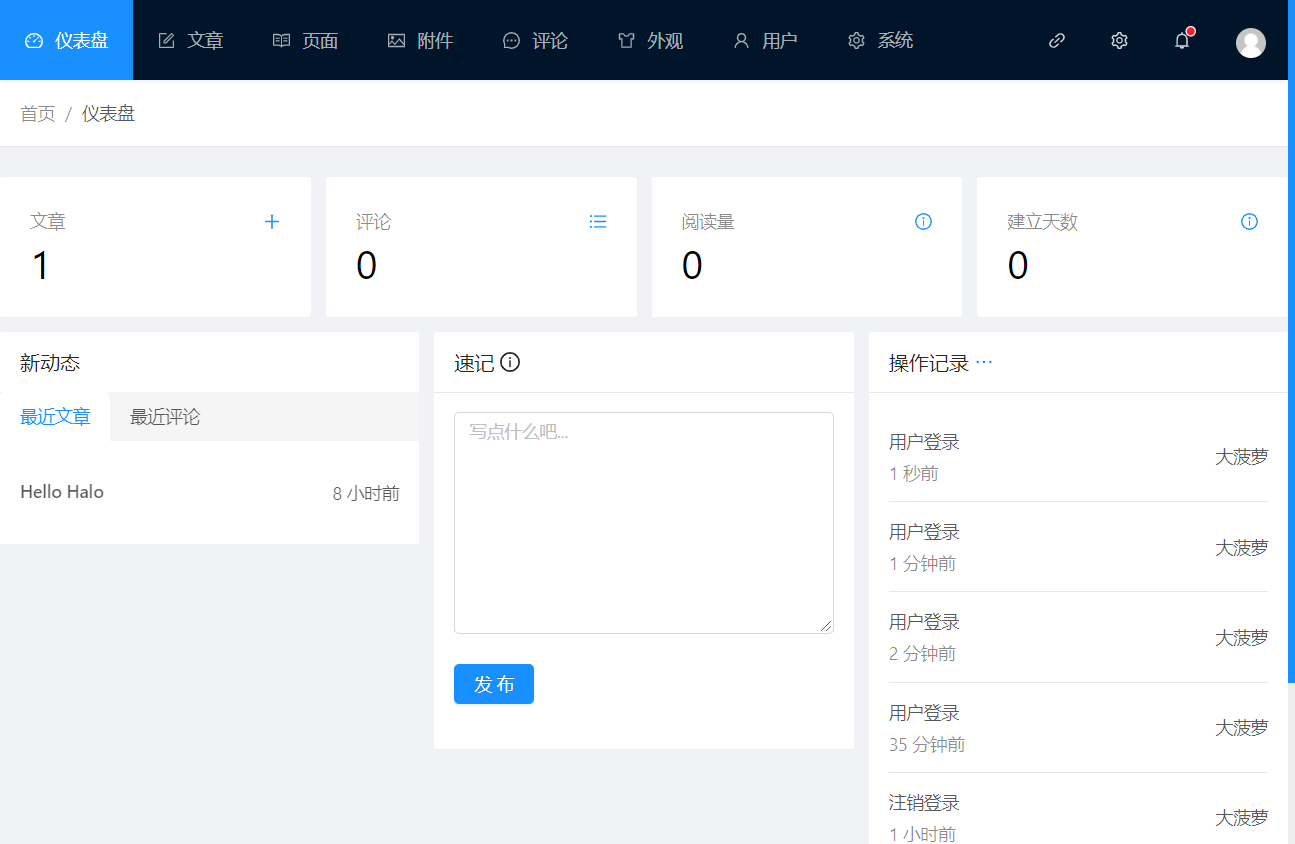 仪表盘 文章 页面 附件 评论 外观 用户 系统
首页 / 仪表盘
文章
1
评论
0
阅读量
0
建立天数
0
新动态
最近文章 最近评论
Hello Halo 8 小时前
速记
写点什么吧...
发布
操作记录 ···
用户登录
1 秒前
大菠萝
用户登录
1 分钟前
大菠萝
用户登录
2 分钟前
大菠萝
用户登录
35 分钟前
大菠萝
注销登录
1 小时前
大菠萝